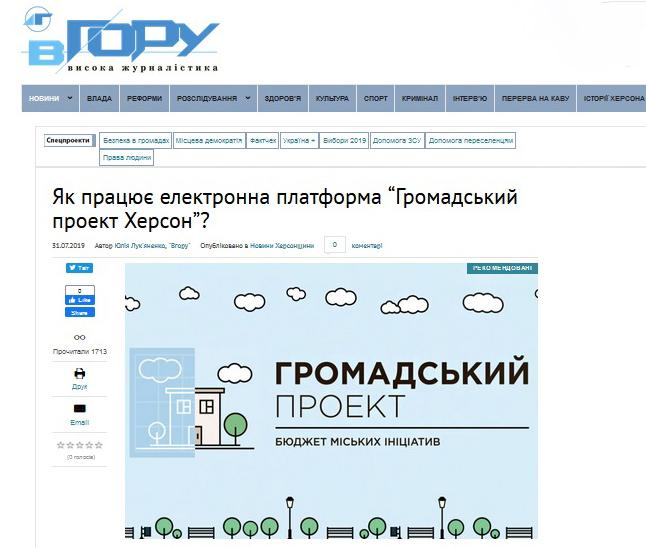 вГОРУ
висока журналістика
НОВИНИ ВЛАДА РЕФОРМИ РОЗСЛІДУВАННЯ ЗДОРОВ'Я КУЛЬТУРА СПОРТ КРИМІНАЛ ІНТЕРВ'Ю ПЕРЕРВА НА КАВУ ІСТОРІЇ ХЕРСОНА
Спецпроекти Безпека в громадах Місцева демократія Фактчек Україна + Вибори 2019 Допомога ЗСУ Допомога переселенцям
Права людини
Як працює електронна платформа “Громадський
проект Херсон”?
31.07.2019 Автор Юлія Лук'яненко, "Вгору" Опубліковано в Новини Херсонщини 0 коментарі
Твіт
РЕКОМЕНДОВАНІ
0
Like
Share
Прочитали 1713
Друк
Email
(0 голосів)
ГРОМАДСЬКИЙ
ПРОЕКТ
БЮДЖЕТ МІСЬКИХ ІНІЦІАТИВ